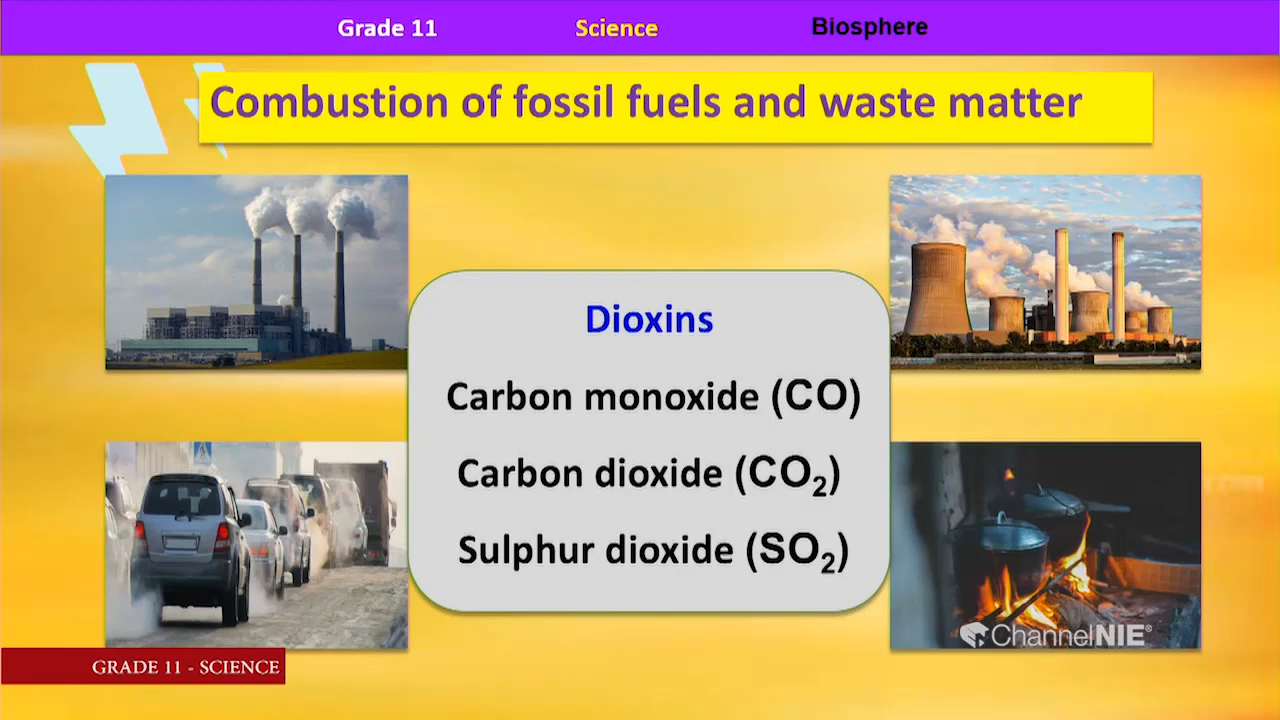 Grade 11 Science Biosphere
Combustion of fossil fuels and waste matter
Dioxins
Carbon monoxide (CO)
Carbon dioxide (CO₂)
Sulphur dioxide (SO₂)
ChannelNIE®
GRADE 11 - SCIENCE